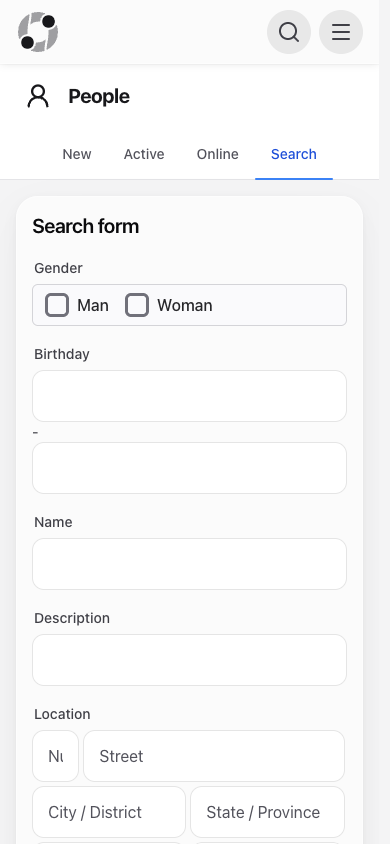 People
New Active Online Search
Search form
Gender
Man Woman
Birthday
-
Name
Description
Location
Street
City / District State / Province